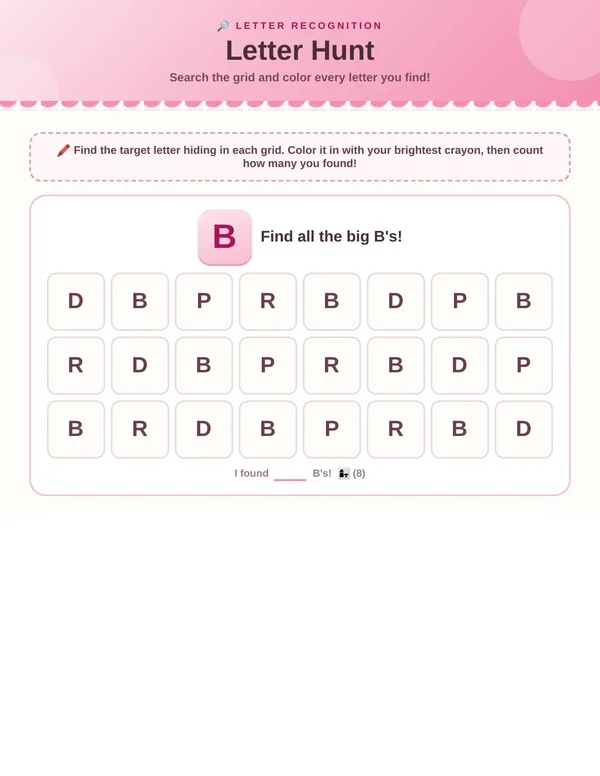 🔎 LETTER RECOGNITION
Letter Hunt
Search the grid and color every letter you find!
🖍️ Find the target letter hiding in each grid. Color it in with your brightest crayon, then count
how many you found!
B Find all the big B's!
D B P R B D P B
R D B P R B D P
B R D B P R B D
I found ____ B's! (8)